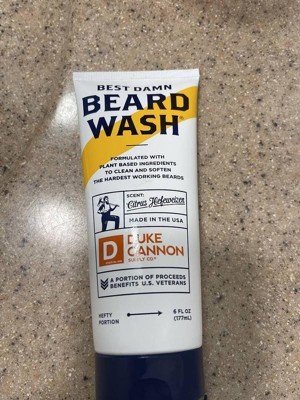 BEST DAMN
BEARD
WASH®
FORMULATED WITH
PLANT BASED INGREDIENTS
TO CLEAN AND SOFTEN
THE HARDEST WORKING BEARDS
SCENT:
Citrus Hefeweizen
MADE IN THE USA
D
DUKE
CANNON
SUPPLY CO.
A PORTION OF PROCEEDS
BENEFITS U.S. VETERANS
HEFTY
PORTION
6 FL OZ
(177mL)